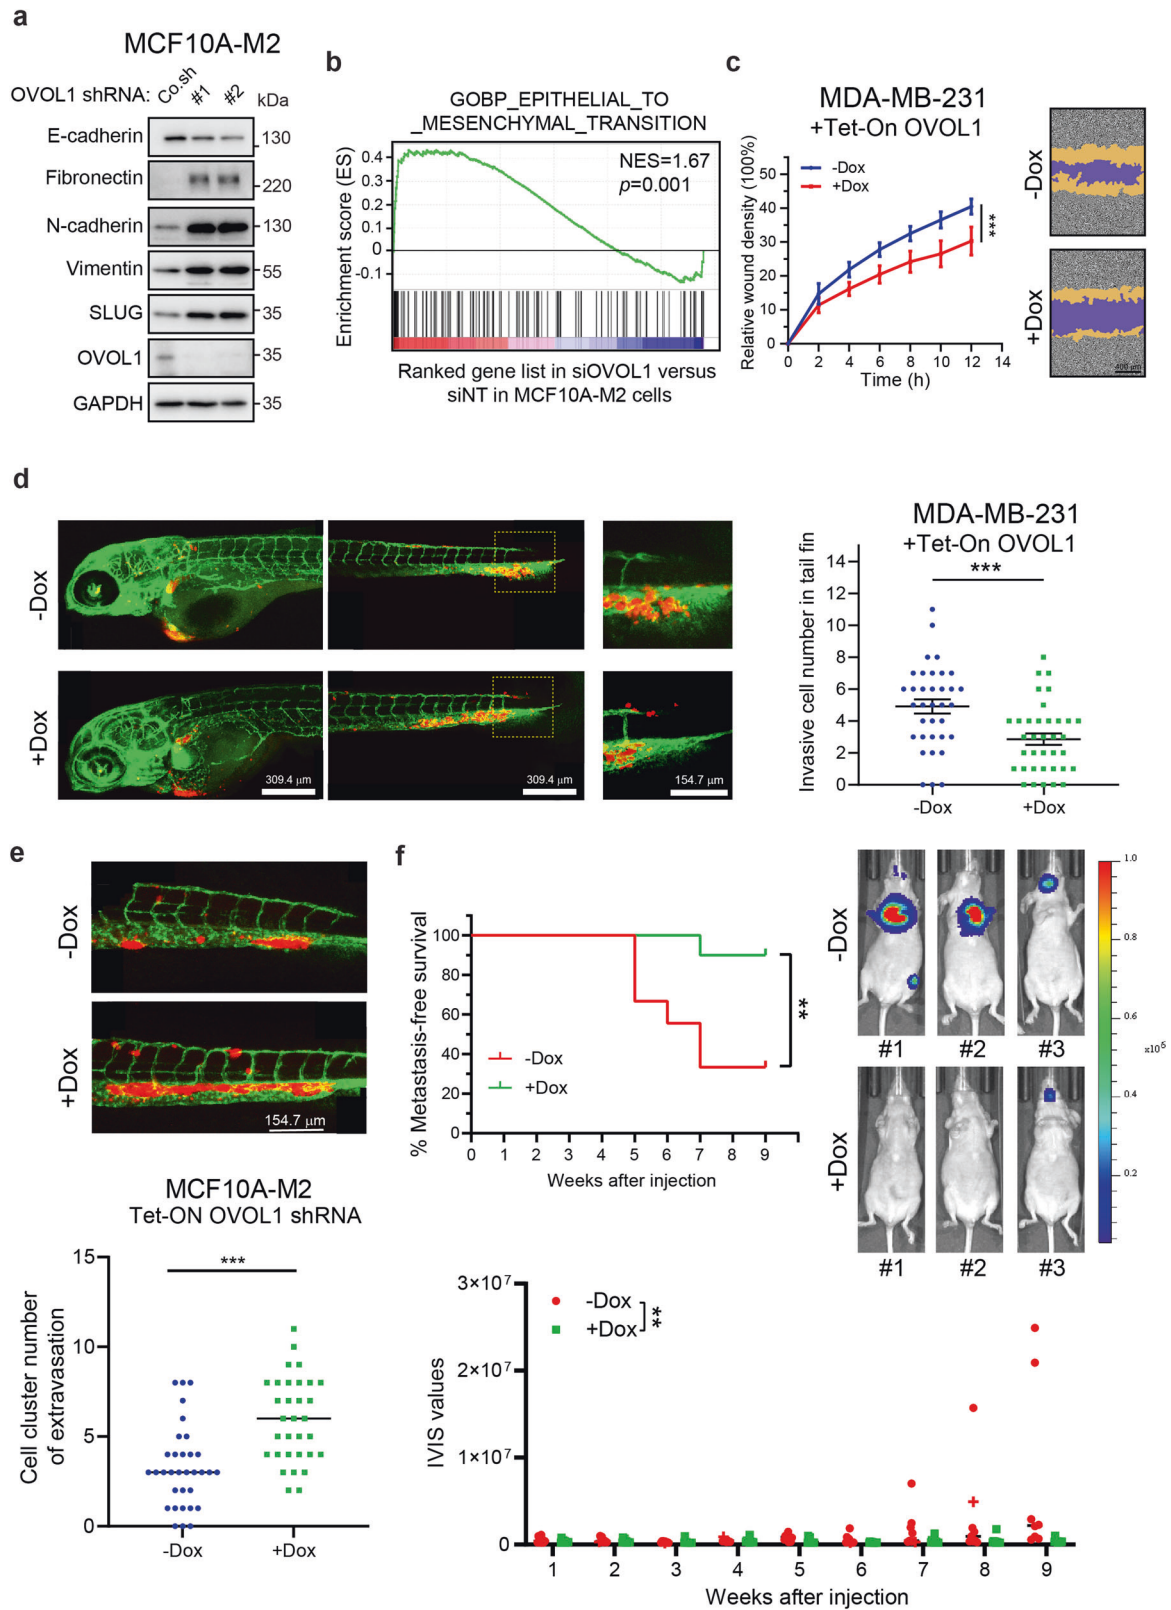 a
MCF10A-M2
OVOL1 shRNA: Co.sh #1 #2 kDa
E-cadherin 130
Fibronectin 220
N-cadherin 130
Vimentin 55
SLUG 35
OVOL1 35
GAPDH 35
b
GOBP_EPITHELIAL_TO
_MESENCHYMAL_TRANSITION
NES=1.67
p=0.001
Enrichment score (ES)
0.4
0.3
0.2
0.1
0
-0.1
Ranked gene list in siOVOL1 versus
siNT in MCF10A-M2 cells
c
MDA-MB-231
+Tet-On OVOL1
Relative wound density (100%)
50
40
30
20
10
0
-Dox
+Dox
***
0 2 4 6 8 10 12 14
Time (h)
-Dox
+Dox
400 μm
d
-Dox
+Dox
309.4 μm
309.4 μm
154.7 μm
MDA-MB-231
+Tet-On OVOL1
Invasive cell number in tail fin
14
12
10
8
6
4
2
0
***
-Dox +Dox
e
-Dox
+Dox
154.7 μm
MCF10A-M2
Tet-ON OVOL1 shRNA
Cell cluster number
of extravasation
15
10
5
0
***
-Dox +Dox
f
% Metastasis-free survival
100
80
60
40
20
0
-Dox
+Dox
**
0 1 2 3 4 5 6 7 8 9
Weeks after injection
-Dox
#1 #2 #3
+Dox
#1 #2 #3
1.0
0.8
0.6
0.4
0.2
x10⁵
IVIS values
3×10⁷
2×10⁷
1×10⁷
0
-Dox
+Dox
**
1 2 3 4 5 6 7 8 9
Weeks after injection